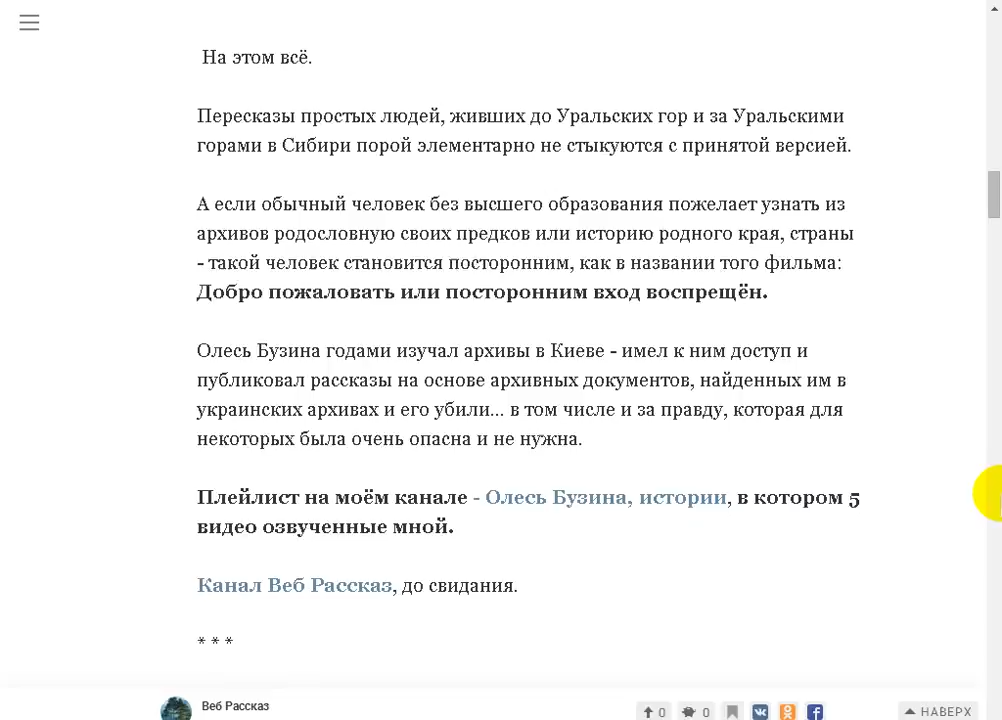 На этом всё.
Пересказы простых людей, живших до Уральских гор и за Уральскими
горами в Сибири порой элементарно не стыкуются с принятой версией.
А если обычный человек без высшего образования пожелает узнать из
архивов родословную своих предков или историю родного края, страны
- такой человек становится посторонним, как в названии того фильма:
Добро пожаловать или посторонним вход воспрещён.
Олесь Бузина годами изучал архивы в Киеве - имел к ним доступ и
публиковал рассказы на основе архивных документов, найденных им в
украинских архивах и его убили... в том числе и за правду, которая для
некоторых была очень опасна и не нужна.
Плейлист на моём канале - Олесь Бузина, истории, в котором 5
видео озвученные мной.
Канал Веб Рассказ, до свидания.
* * *
Веб Рассказ
0 0 НАВЕРХ